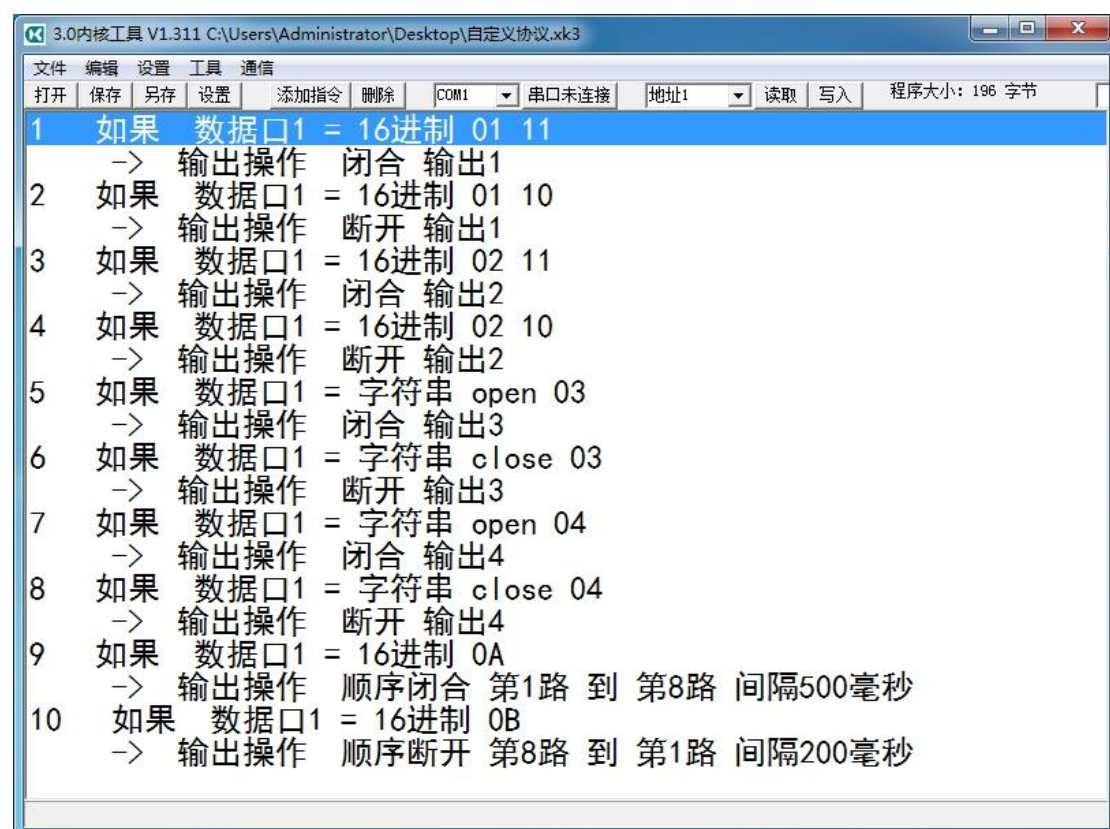 3.0内核工具 V1.311 C:\Users\Administrator\Desktop\自定义协议.xk3
文件 编辑 设置 工具 通信
打开 保存 另存 设置 添加指令 删除 COM1 串口未连接 地址1 读取 写入 程序大小: 196 字节
1 如果 数据口1 = 16进制 01 11
-> 输出操作 闭合 输出1
2 如果 数据口1 = 16进制 01 10
-> 输出操作 断开 输出1
3 如果 数据口1 = 16进制 02 11
-> 输出操作 闭合 输出2
4 如果 数据口1 = 16进制 02 10
-> 输出操作 断开 输出2
5 如果 数据口1 = 字符串 open 03
-> 输出操作 闭合 输出3
6 如果 数据口1 = 字符串 close 03
-> 输出操作 断开 输出3
7 如果 数据口1 = 字符串 open 04
-> 输出操作 闭合 输出4
8 如果 数据口1 = 字符串 close 04
-> 输出操作 断开 输出4
9 如果 数据口1 = 16进制 0A
-> 输出操作 顺序闭合 第1路 到 第8路 间隔500毫秒
10 如果 数据口1 = 16进制 0B
-> 输出操作 顺序断开 第8路 到 第1路 间隔200毫秒